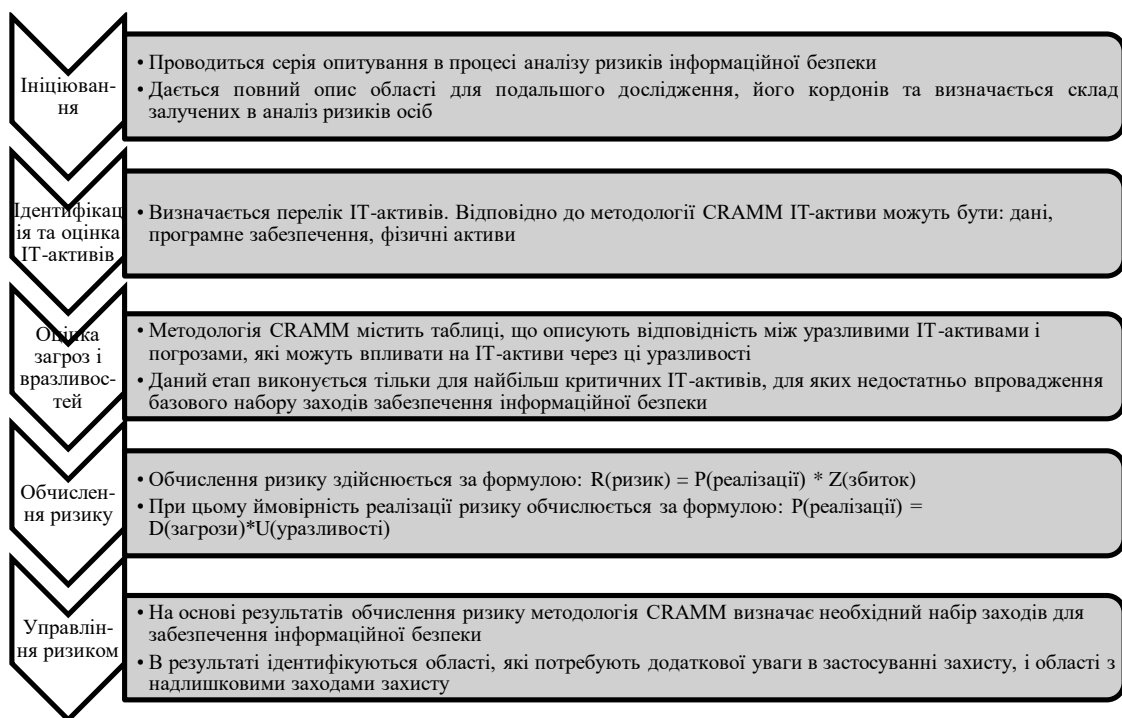 Ініціюван-
ня
• Проводиться серія опитування в процесі аналізу ризиків інформаційної безпеки
• Дається повний опис області для подальшого дослідження, його кордонів та визначається склад
залучених в аналіз ризиків осіб
Ідентифікац
ія та оцінка
ІТ-активів
• Визначається перелік ІТ-активів. Відповідно до методології CRAMM ІТ-активи можуть бути: дані,
програмне забезпечення, фізичні активи
Оцінка
загроз і
вразливос-
тей
• Методологія CRAMM містить таблиці, що описують відповідність між уразливими ІТ-активами і
погрозами, які можуть впливати на ІТ-активи через ці уразливості
• Даний етап виконується тільки для найбільш критичних ІТ-активів, для яких недостатньо впровадження
базового набору заходів забезпечення інформаційної безпеки
Обчислен-
ня ризику
• Обчислення ризику здійснюється за формулою: R(ризик) = P(реалізації) * Z(збиток)
• При цьому ймовірність реалізації ризику обчислюється за формулою: P(реалізації) =
D(загрози)*U(уразливості)
Управлін-
ня ризиком
• На основі результатів обчислення ризику методологія CRAMM визначає необхідний набір заходів для
забезпечення інформаційної безпеки
• В результаті ідентифікуються області, які потребують додаткової уваги в застосуванні захисту, і області з
надлишковими заходами захисту